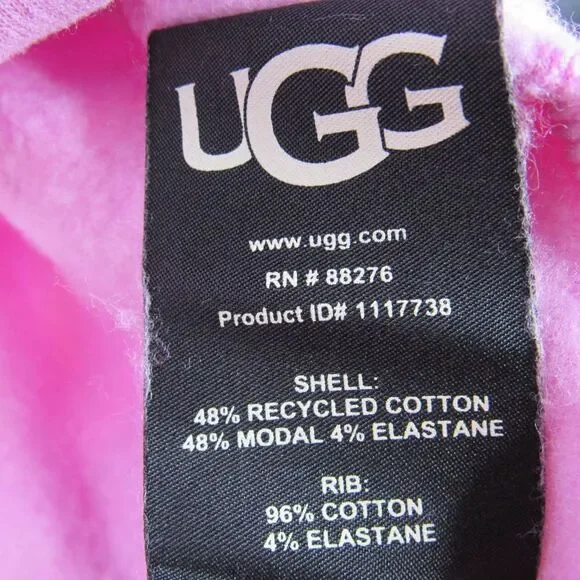 UGG
www.ugg.com
RN # 88276
Product ID# 1117738
SHELL:
48% RECYCLED COTTON
48% MODAL 4% ELASTANE
RIB:
96% COTTON
4% ELASTANE